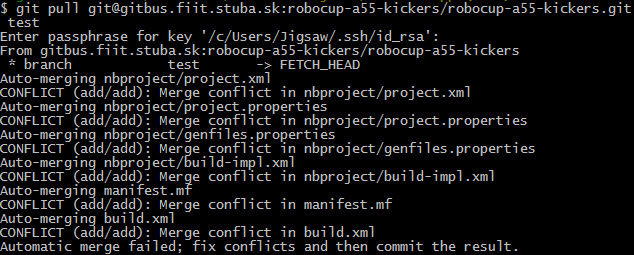 $ git pull git@gitbus.fiit.stuba.sk:robocup-a55-kickers/robocup-a55-kickers.git
test
Enter passphrase for key '/c/Users/Jigsaw/.ssh/id_rsa':
From gitbus.fiit.stuba.sk:robocup-a55-kickers/robocup-a55-kickers
* branch test -> FETCH_HEAD
Auto-merging nbproject/project.xml
CONFLICT (add/add): Merge conflict in nbproject/project.xml
Auto-merging nbproject/project.properties
CONFLICT (add/add): Merge conflict in nbproject/project.properties
Auto-merging nbproject/genfiles.properties
CONFLICT (add/add): Merge conflict in nbproject/genfiles.properties
Auto-merging nbproject/build-impl.xml
CONFLICT (add/add): Merge conflict in nbproject/build-impl.xml
Auto-merging manifest.mf
CONFLICT (add/add): Merge conflict in manifest.mf
Auto-merging build.xml
CONFLICT (add/add): Merge conflict in build.xml
Automatic merge failed; fix conflicts and then commit the result.